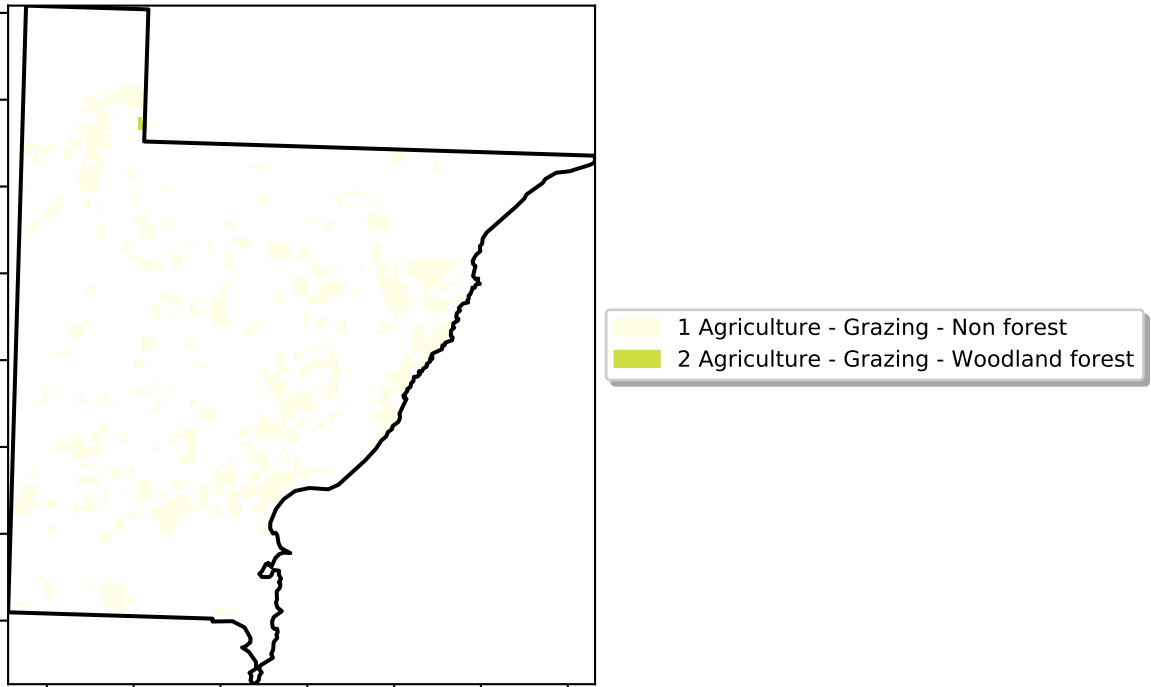 1 Agriculture - Grazing - Non forest
2 Agriculture - Grazing - Woodland forest